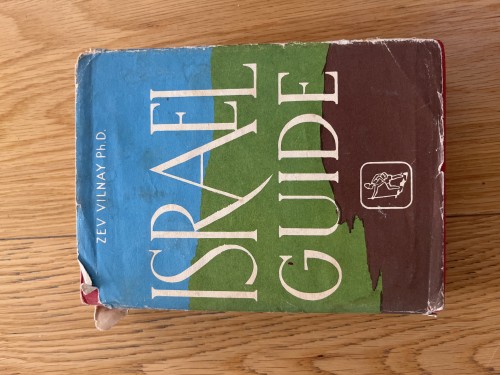 ZEV VILNAY Ph.D.
ISRAEL
GUIDE